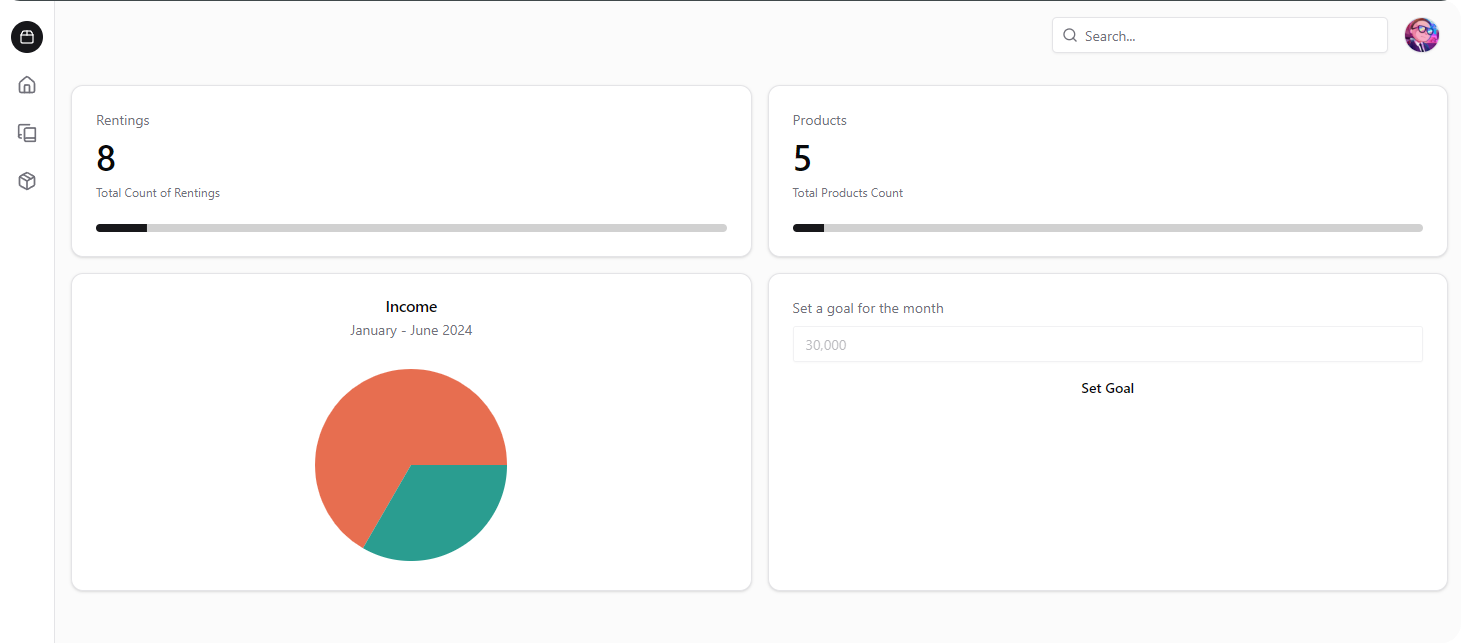 Search...
Rentings
8
Total Count of Rentings
Products
5
Total Products Count
Income
January - June 2024
Set a goal for the month
30,000
Set Goal